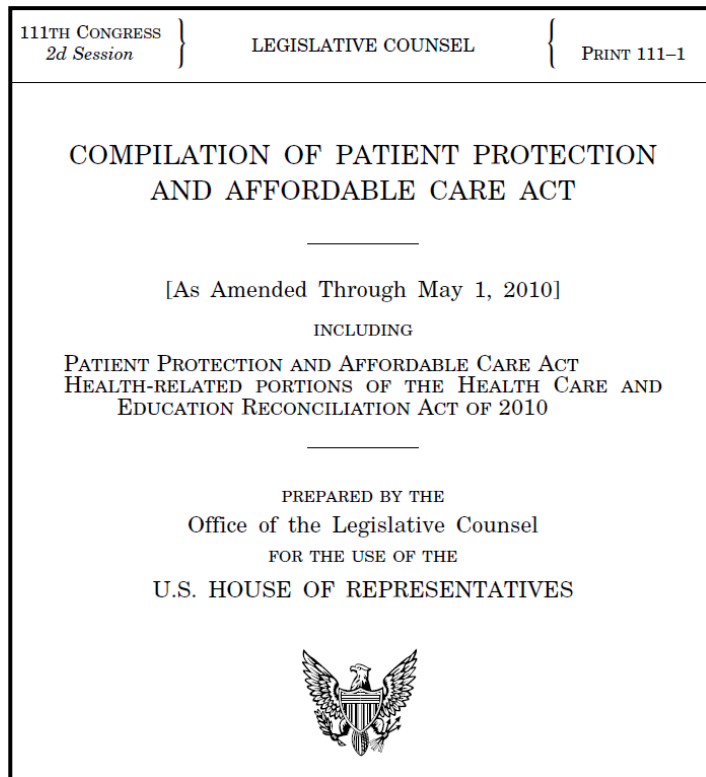 111TH CONGRESS
2d Session
LEGISLATIVE COUNSEL
PRINT 111–1
COMPILATION OF PATIENT PROTECTION
AND AFFORDABLE CARE ACT
[As Amended Through May 1, 2010]
INCLUDING
PATIENT PROTECTION AND AFFORDABLE CARE ACT
HEALTH-RELATED PORTIONS OF THE HEALTH CARE AND
EDUCATION RECONCILIATION ACT OF 2010
PREPARED BY THE
Office of the Legislative Counsel
FOR THE USE OF THE
U.S. HOUSE OF REPRESENTATIVES